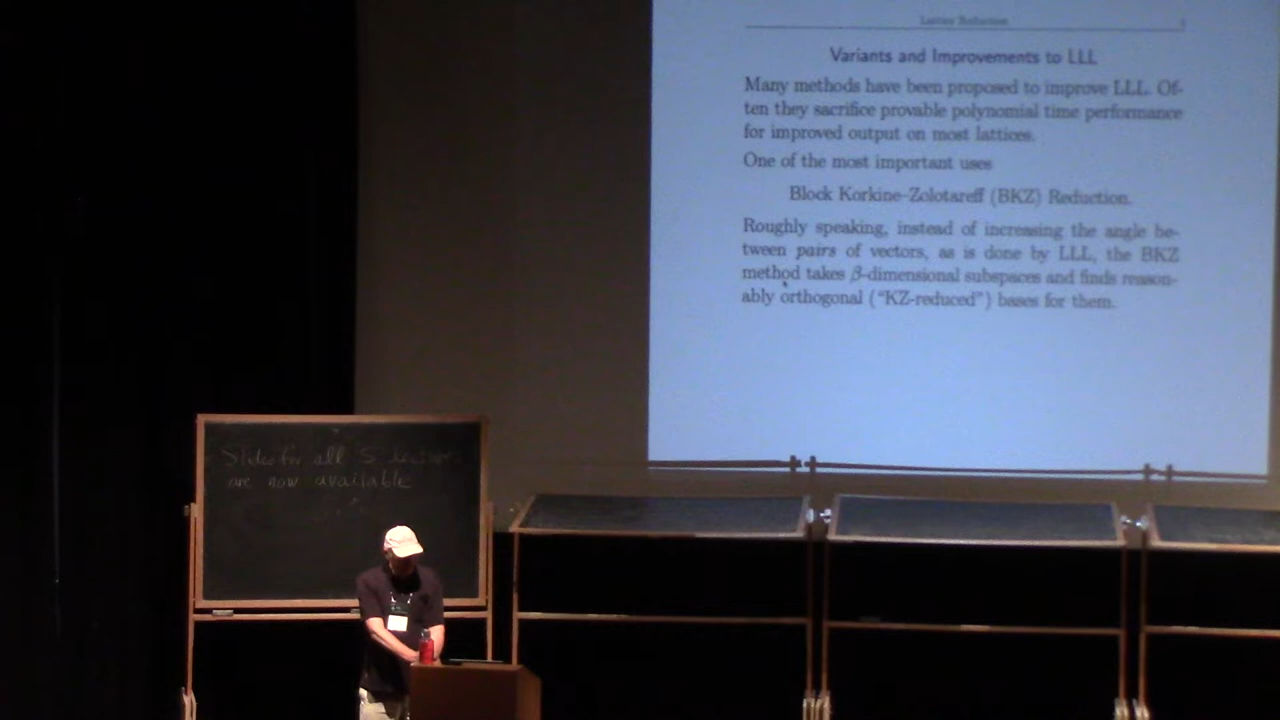 Lattice Reduction
Variants and Improvements to LLL
Many methods have been proposed to improve LLL. Of-
ten they sacrifice provable polynomial time performance
for improved output on most lattices.
One of the most important uses
Block Korkine–Zolotareff (BKZ) Reduction.
Roughly speaking, instead of increasing the angle be-
tween pairs of vectors, as is done by LLL, the BKZ
method takes β-dimensional subspaces and finds reason-
ably orthogonal (“KZ-reduced”) bases for them.
Slides for all 5
are now available